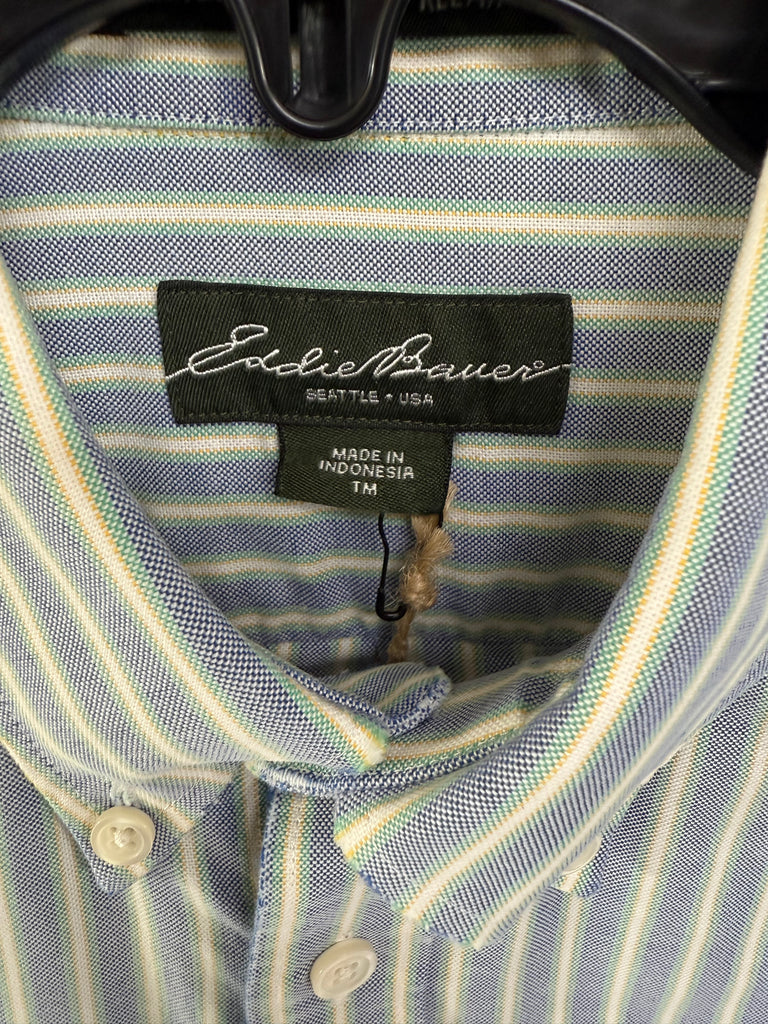 Eddie Bauer®
SEATTLE • USA
MADE IN
INDONESIA
TM